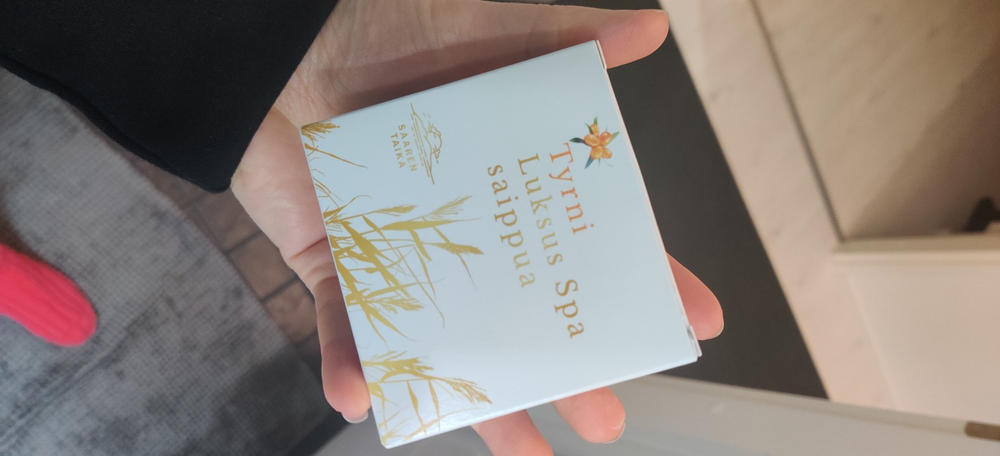 Tyrni
Luksus Spa
saippua
SAAREN
TAIKA